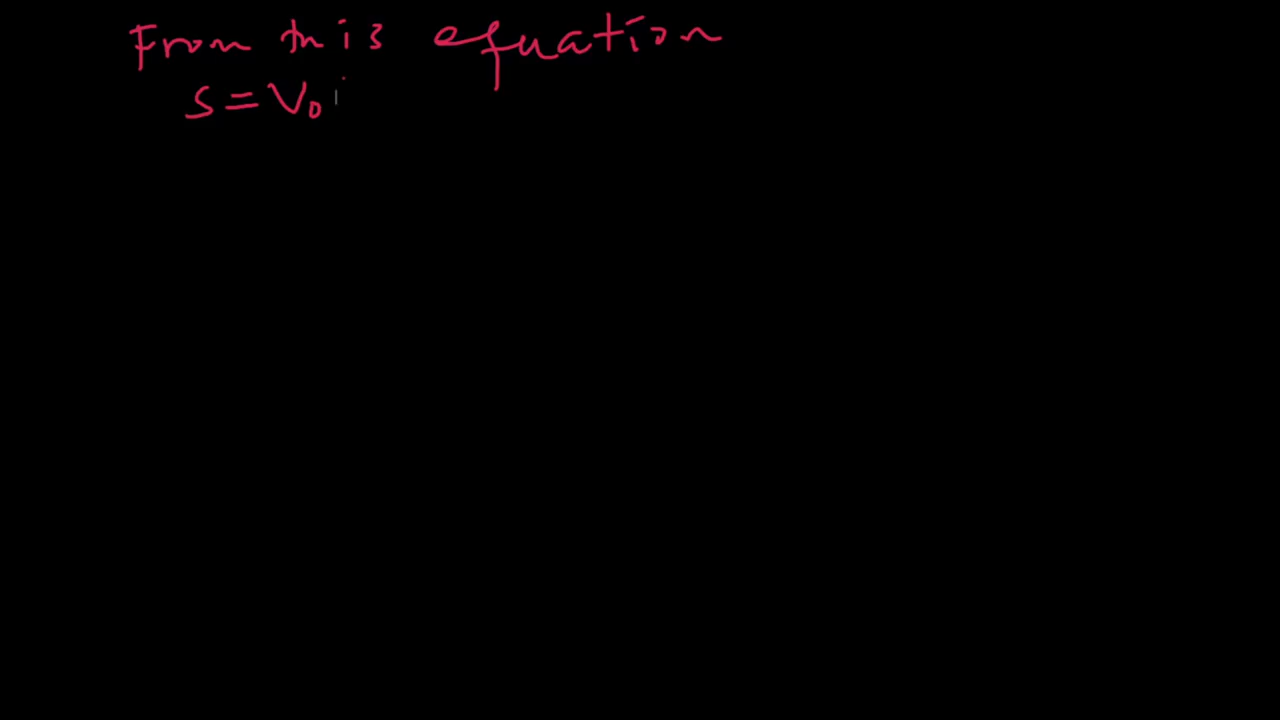 From this equation
s = V₀